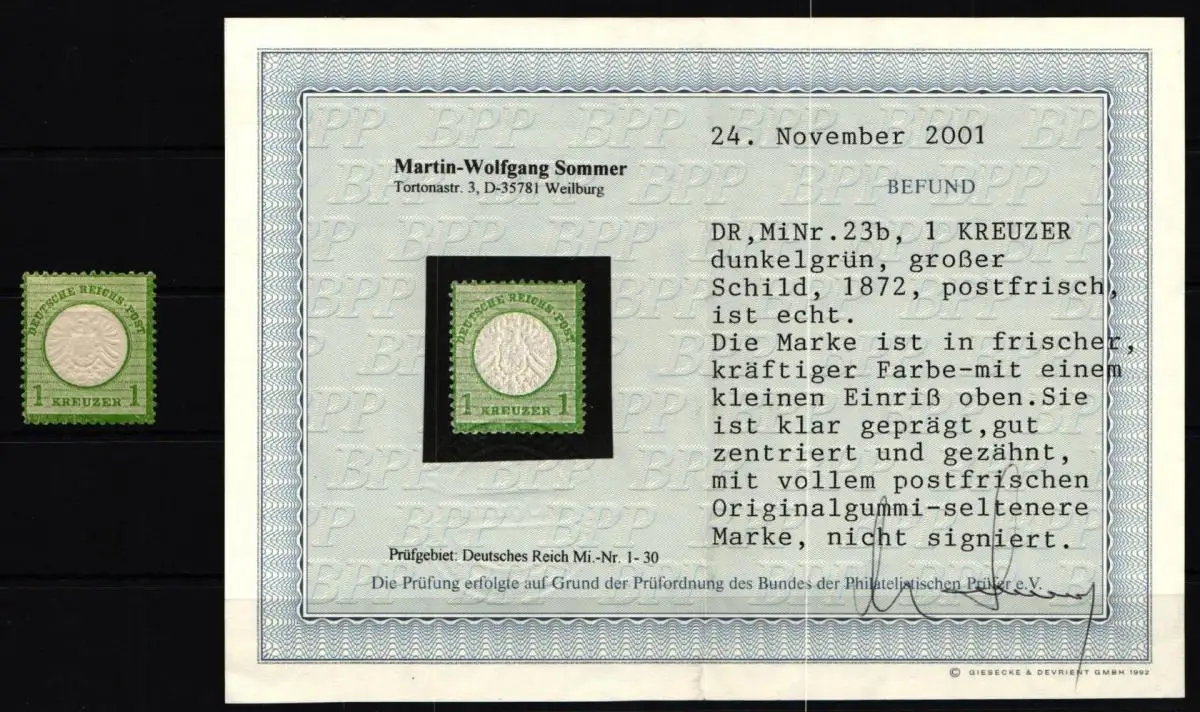 DEUTSCHE REICHS-POST
1 KREUZER 1
Martin-Wolfgang Sommer
Tortonastr. 3, D-35781 Weilburg
DEUTSCHE REICHS-POST
1 KREUZER 1
Prüfgebiet: Deutsches Reich Mi.-Nr. 1- 30
24. November 2001
BEFUND
DR,MiNr.23b, 1 KREUZER
dunkelgrün, großer
Schild, 1872, postfrisch,
ist echt.
Die Marke ist in frischer,
kräftiger Farbe-mit einem
kleinen Einriß oben.Sie
ist klar geprägt,gut
zentriert und gezähnt,
mit vollem postfrischen
Originalgummi-seltenere
Marke, nicht signiert.
Die Prüfung erfolgte auf Grund der Prüfordnung des Bundes der Philatelistischen Prüfer e.V.
© GIESECKE & DEVRIENT GMBH 1992
BPP